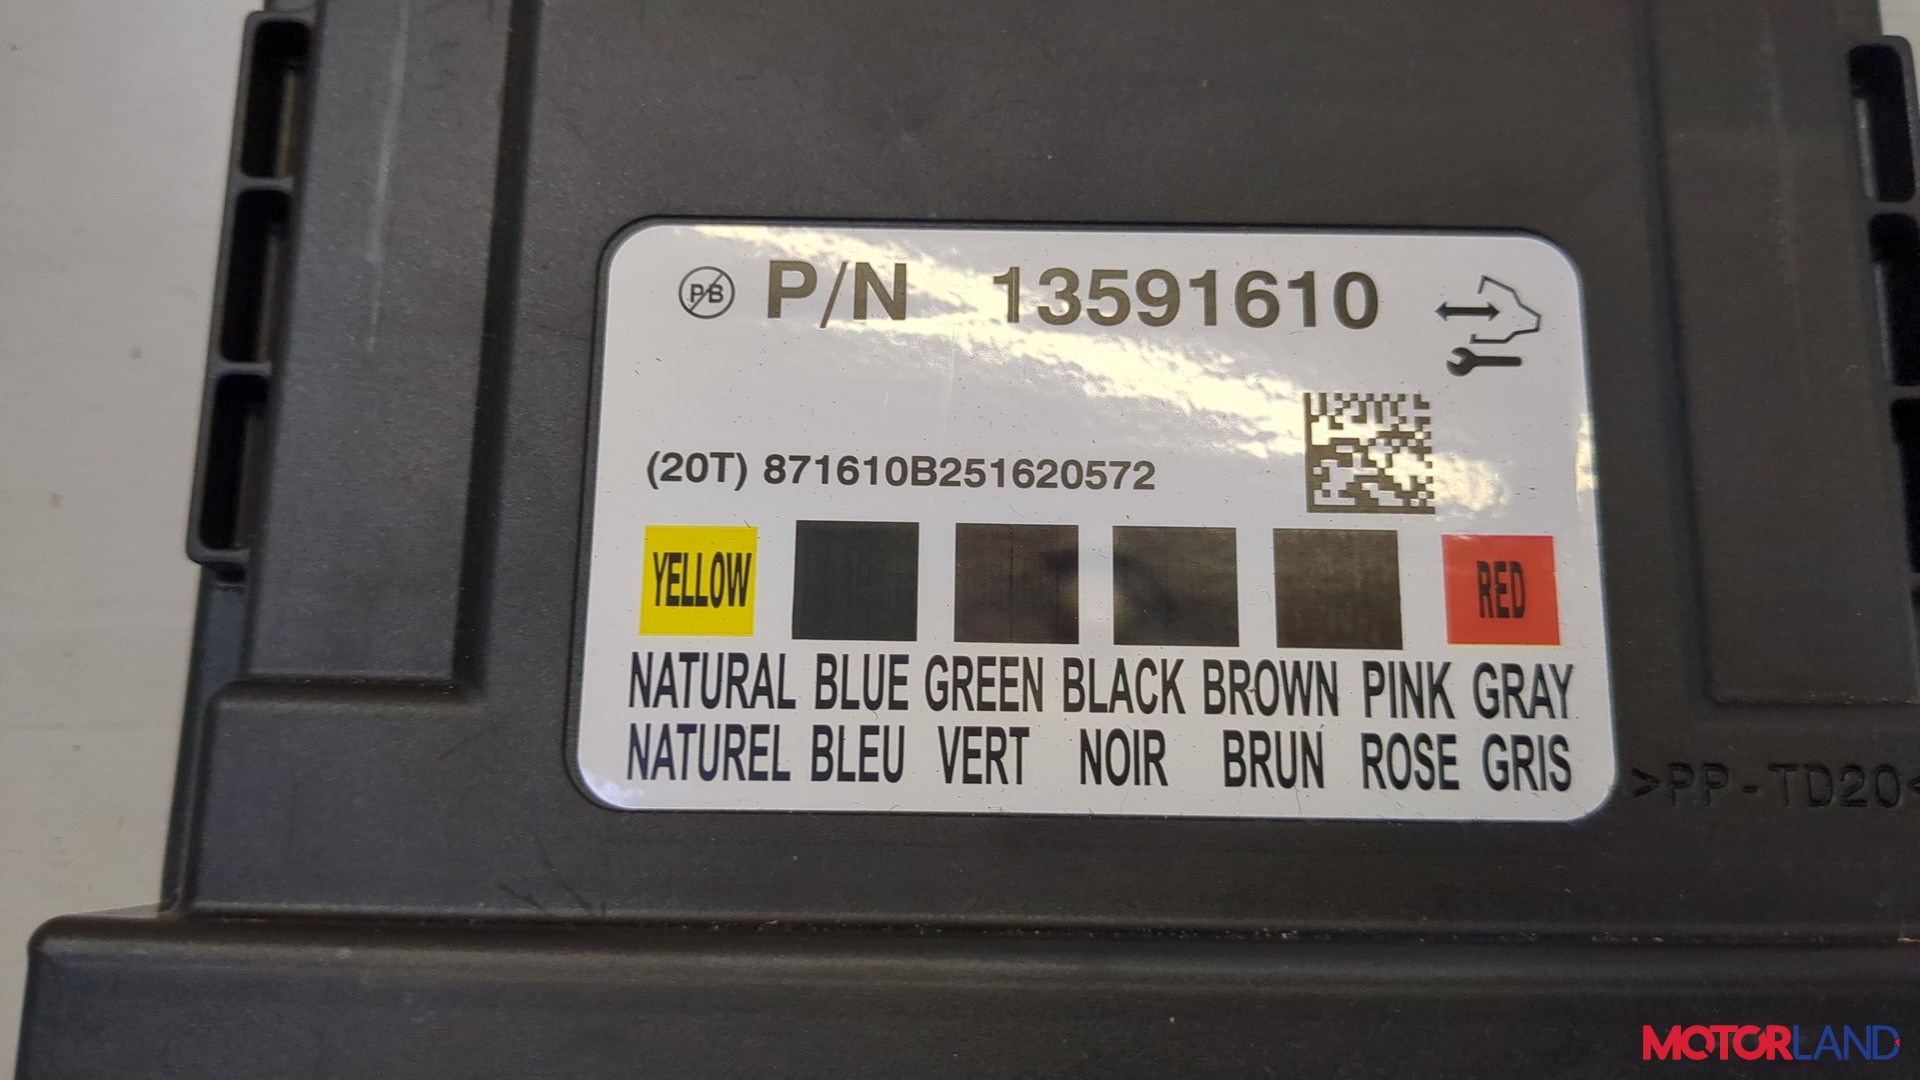 PB P/N 13591610
(20T) 871610B251620572
YELLOW RED
NATURAL BLUE GREEN BLACK BROWN PINK GRAY
NATUREL BLEU VERT NOIR BRUN ROSE GRIS
>PP-TD20<
MOTORLAND